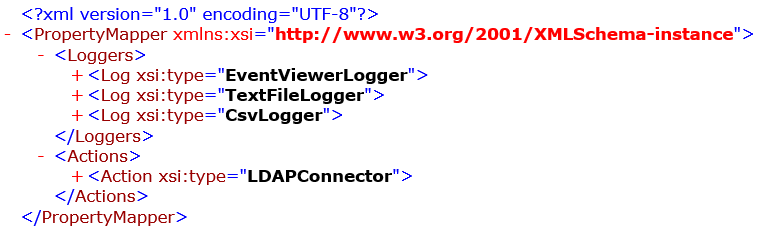 <?xml version="1.0" encoding="UTF-8"?>
- <PropertyMapper xmlns:xsi="http://www.w3.org/2001/XMLSchema-instance">
- <Loggers>
+ <Log xsi:type="EventViewerLogger">
+ <Log xsi:type="TextFileLogger">
+ <Log xsi:type="CsvLogger">
</Loggers>
- <Actions>
+ <Action xsi:type="LDAPConnector">
</Actions>
</PropertyMapper>